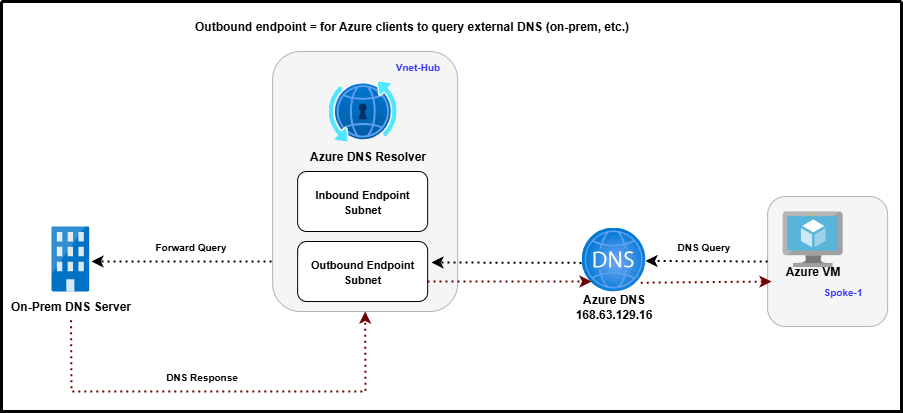 Outbound endpoint = for Azure clients to query external DNS (on-prem, etc.)
Vnet-Hub
Azure DNS Resolver
Inbound Endpoint
Subnet
Outbound Endpoint
Subnet
Forward Query
On-Prem DNS Server
DNS Response
DNS
Azure DNS
168.63.129.16
DNS Query
Azure VM
Spoke-1